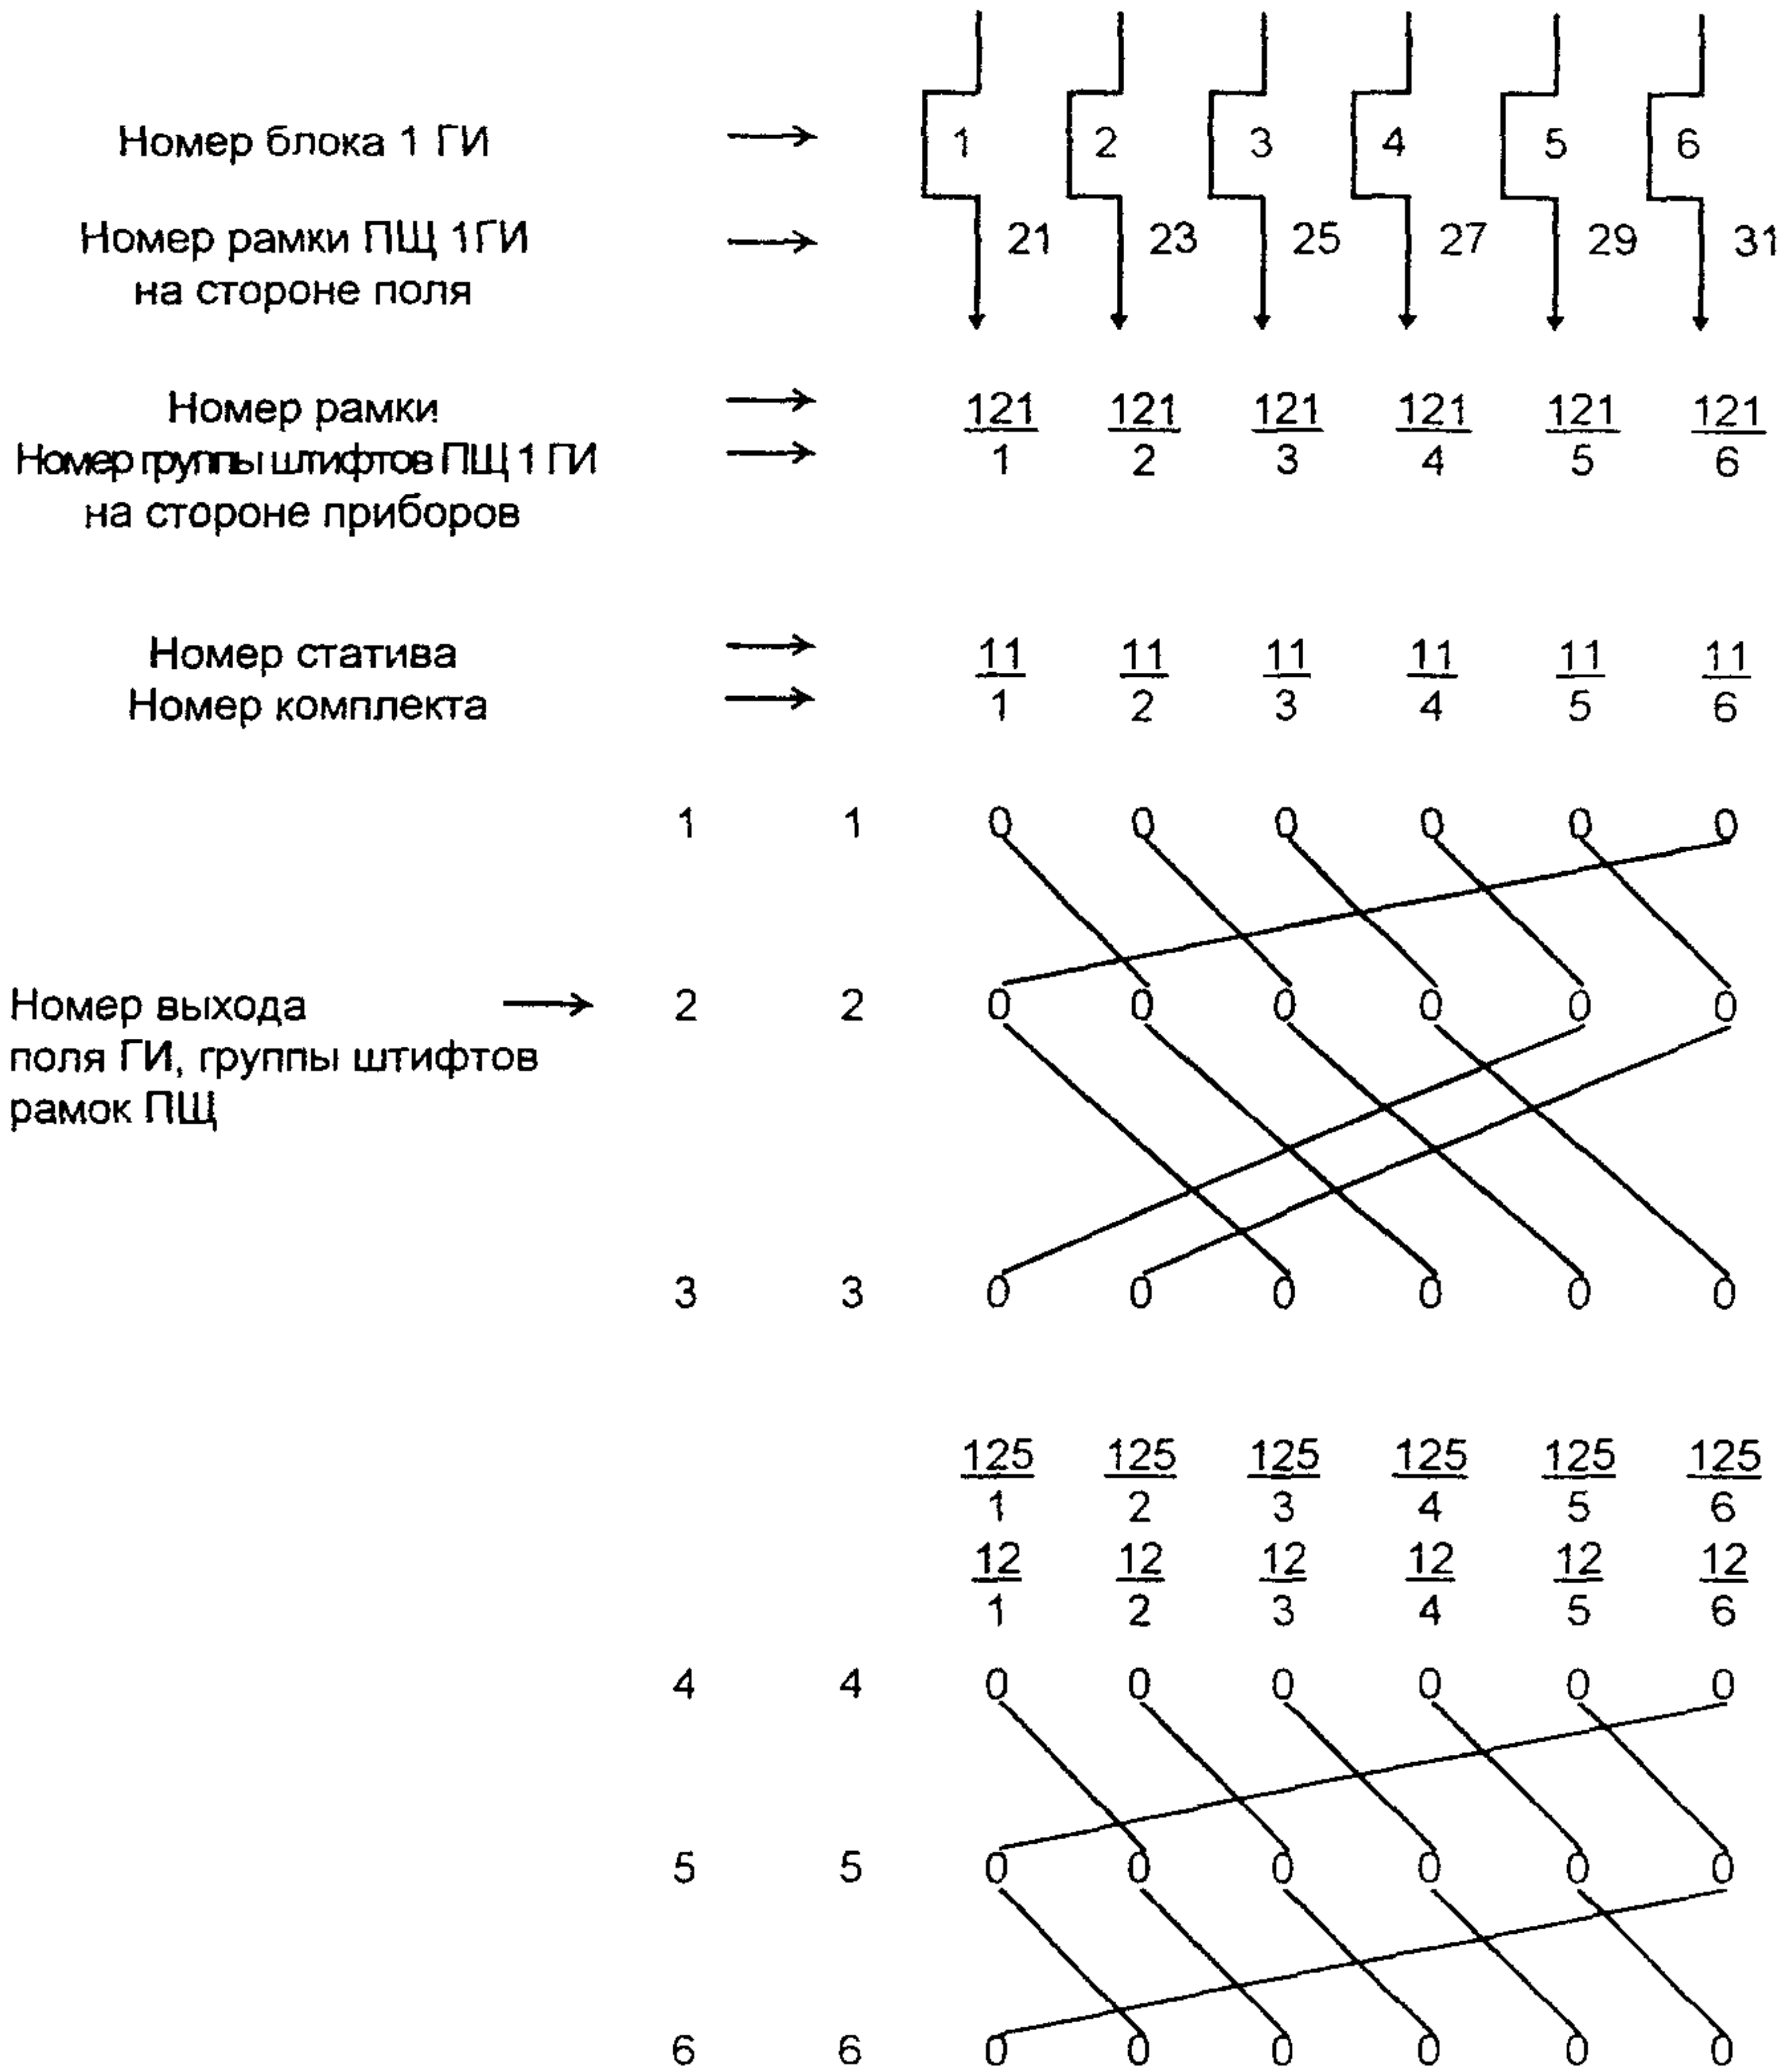 Номер блока 1 ГИ 1 2 3 4 5 6
Номер рамки ПЩ 1ГИ 21 23 25 27 29 31
на стороне поля
Номер рамки 121 121 121 121 121 121
Номер группы штифтов ПЩ 1 ГИ 1 2 3 4 5 6
на стороне приборов
Номер статива 11 11 11 11 11 11
Номер комплекта 1 2 3 4 5 6
1 1 0 0 0 0 0 0
Номер выхода 2 2 0 0 0 0 0 0
поля ГИ, группы штифтов
рамок ПЩ
3 3 0 0 0 0 0 0
125 125 125 125 125 125
1 2 3 4 5 6
12 12 12 12 12 12
1 2 3 4 5 6
4 4 0 0 0 0 0 0
5 5 0 0 0 0 0 0
6 6 0 0 0 0 0 0